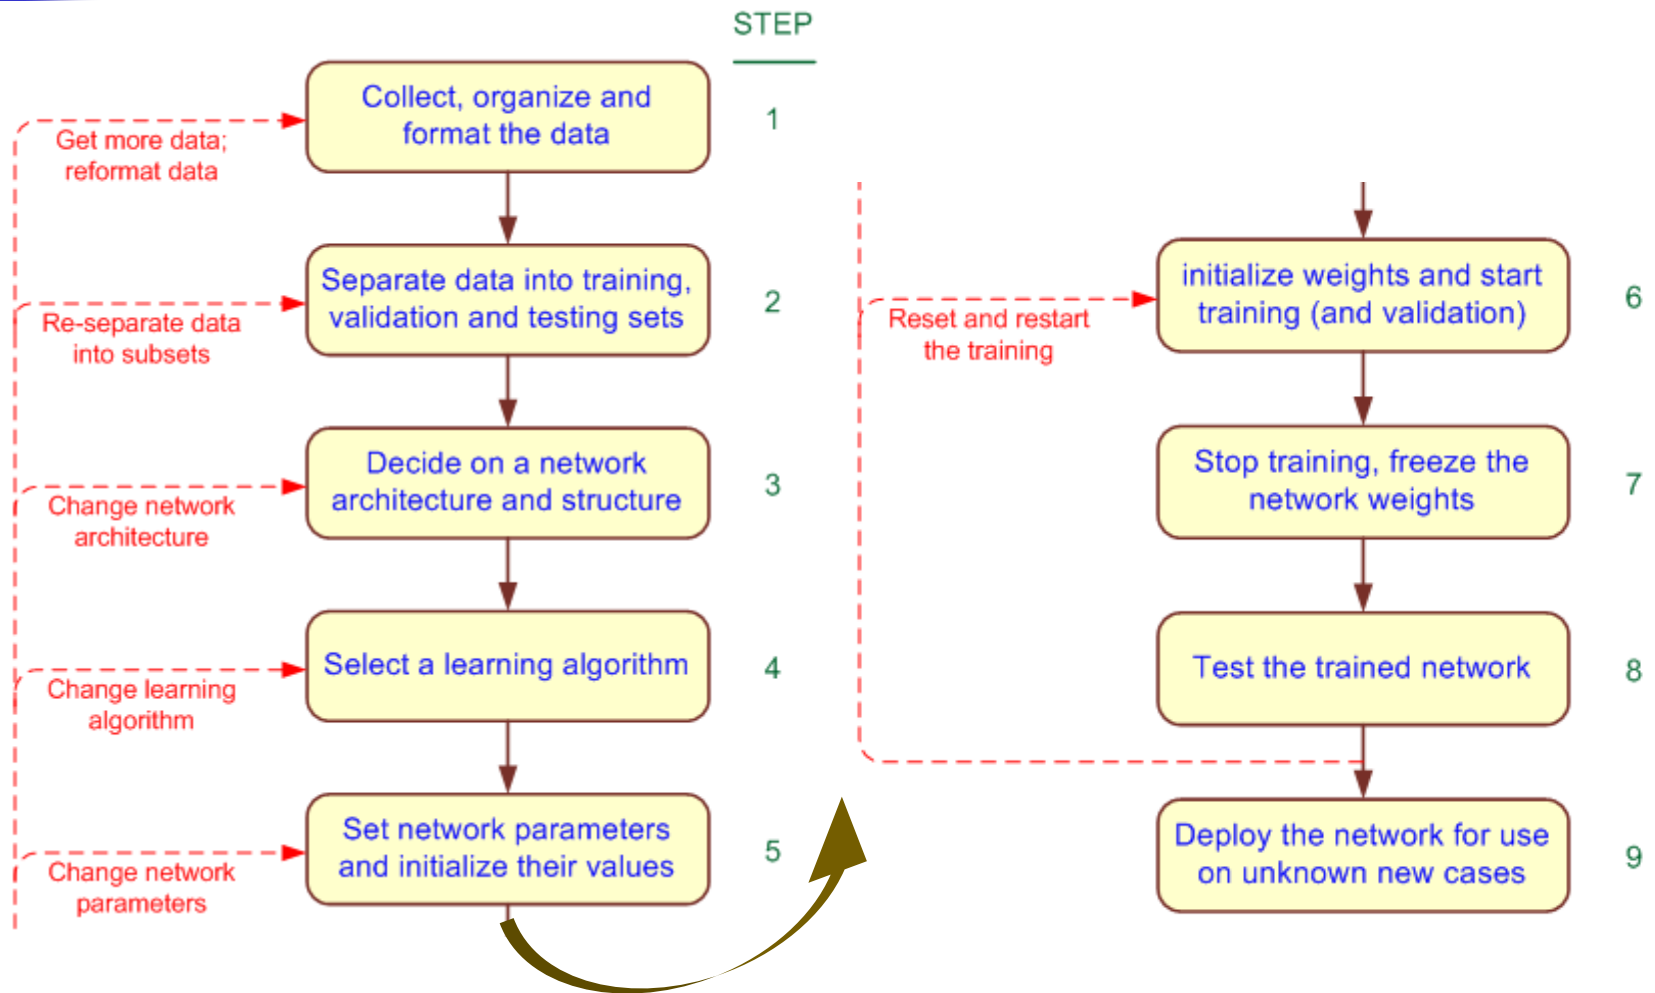 STEP
Collect, organize and
format the data
1
Get more data;
reformat data
Separate data into training,
validation and testing sets
2
Re-separate data
into subsets
Decide on a network
architecture and structure
3
Change network
architecture
Select a learning algorithm
4
Change learning
algorithm
Set network parameters
and initialize their values
5
Change network
parameters
initialize weights and start
training (and validation)
6
Reset and restart
the training
Stop training, freeze the
network weights
7
Test the trained network
8
Deploy the network for use
on unknown new cases
9